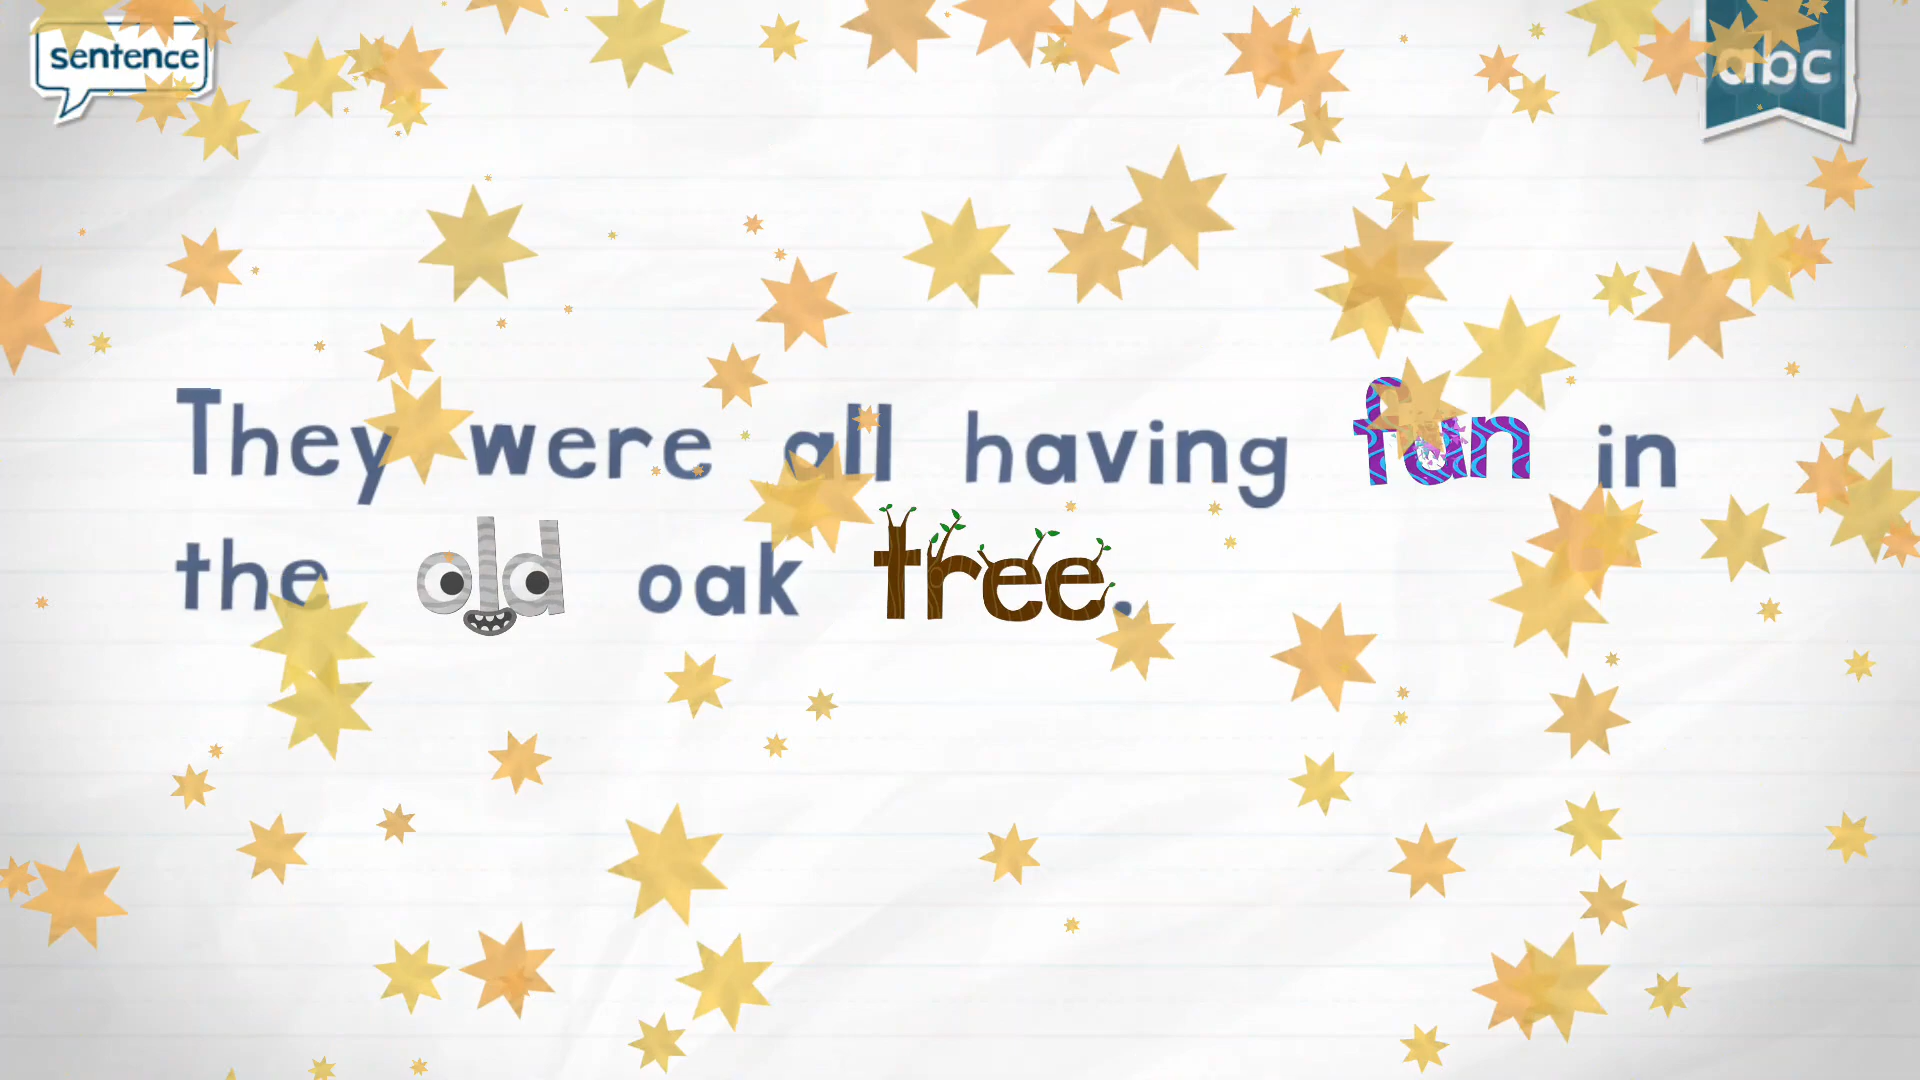 sentence
abc
They were all having fun in
the old oak tree.